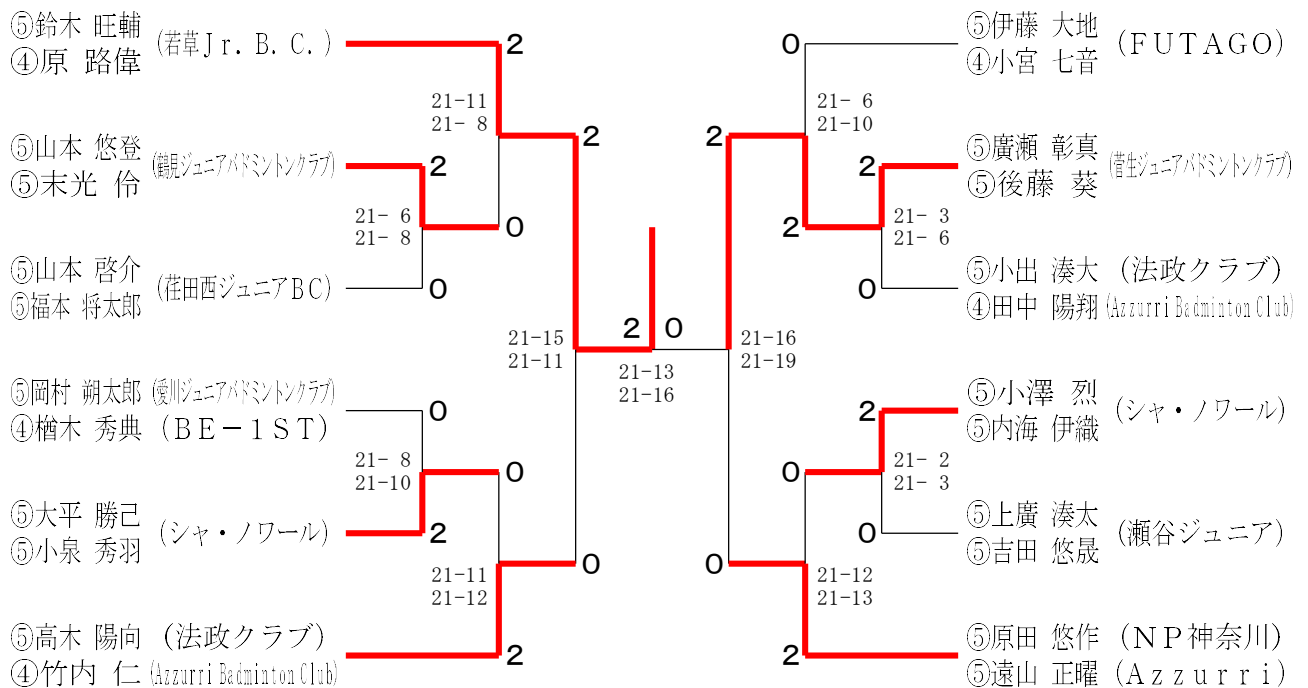 ⑤鈴木 旺輔
④原 路偉
(若草Jr. B. C.)
2
21-11
21- 8
⑤山本 悠登
⑤末光 伶
(鶴見ジュニアバドミントンクラブ)
2
21- 6
21- 8
0
2
⑤山本 啓介
⑤福本 将太郎
(荏田西ジュニアBC)
0
21-15
21-11
⑤岡村 朔太郎 (愛川ジュニアバドミントンクラブ)
④楢木 秀典 (BE-1ST)
0
21- 8
21-10
0
⑤大平 勝己
⑤小泉 秀羽
(シャ・ノワール)
2
21-11
21-12
0
⑤高木 陽向 (法政クラブ)
④竹内 仁 (Azzurri Badminton Club)
2
2 0
21-13
21-16
0
⑤伊藤 大地
④小宮 七音
(FUTAGO)
21- 6
21-10
2
2
⑤廣瀬 彰真
⑤後藤 葵
(菅生ジュニアバドミントンクラブ)
2
21- 3
21- 6
0
⑤小出 湊大 (法政クラブ)
④田中 陽翔 (Azzurri Badminton Club)
21-16
21-19
2
⑤小澤 烈
⑤内海 伊織
(シャ・ノワール)
0
21- 2
21- 3
0
⑤上廣 湊太
⑤吉田 悠晟
(瀬谷ジュニア)
0
21-12
21-13
2
⑤原田 悠作 (NP神奈川)
⑤遠山 正曜 (Azzurri)